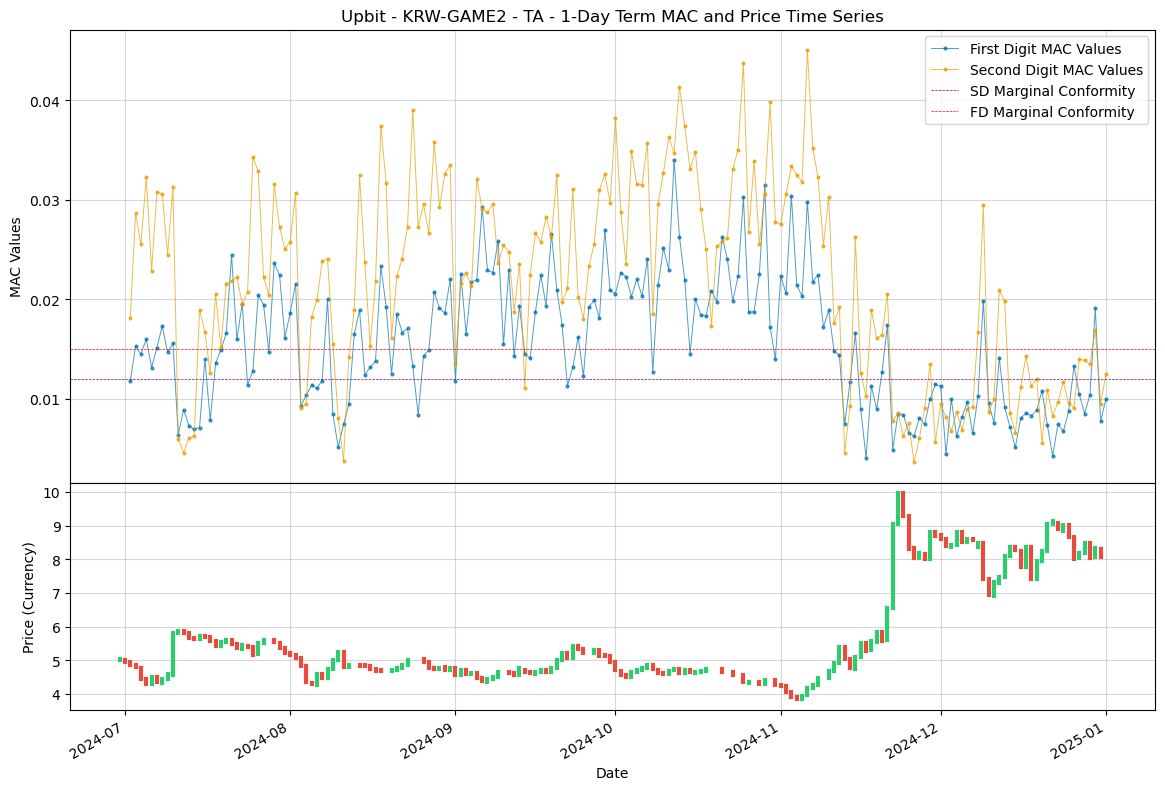 Upbit - KRW-GAME2 - TA - 1-Day Term MAC and Price Time Series
First Digit MAC Values
Second Digit MAC Values
SD Marginal Conformity
FD Marginal Conformity
MAC Values
0.04
0.03
0.02
0.01
Price (Currency)
10
9
8
7
6
5
4
2024-07
2024-08
2024-09
2024-10
2024-11
2024-12
2025-01
Date